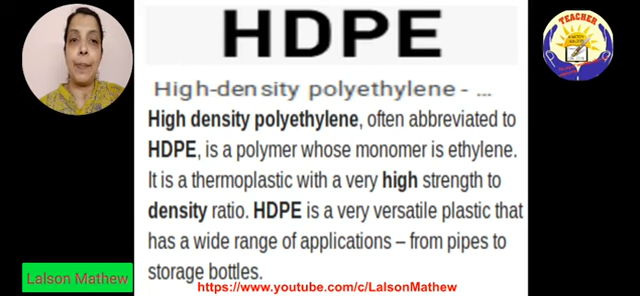 HDPE
TEACHER
High-density polyethylene - ...
High density polyethylene, often abbreviated to
HDPE, is a polymer whose monomer is ethylene.
It is a thermoplastic with a very high strength to
density ratio. HDPE is a very versatile plastic that
has a wide range of applications – from pipes to
storage bottles.
Lalson Mathew
https://www.youtube.com/c/LalsonMathew